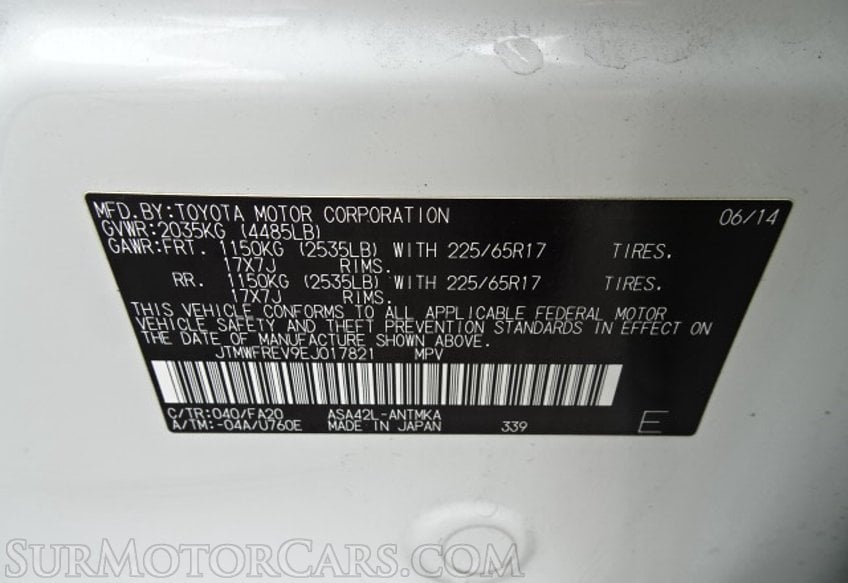 MFD.BY:TOYOTA MOTOR CORPORATION 06/14
GVWR:2035KG (4485LB)
GAWR:FRT. 1150KG (2535LB) WITH 225/65R17 TIRES.
17X7J RIMS.
RR. 1150KG (2535LB) WITH 225/65R17 TIRES.
17X7J RIMS.
THIS VEHICLE CONFORMS TO ALL APPLICABLE FEDERAL MOTOR
VEHICLE SAFETY AND THEFT PREVENTION STANDARDS IN EFFECT ON
THE DATE OF MANUFACTURE SHOWN ABOVE.
JTMWFREV9EJ017821 MPV
C/TR:040/FA20 ASA42L-ANTMKA
A/TM:-04A/U760E MADE IN JAPAN 339 E
SurMotorCars.com
SurMotorCars.com